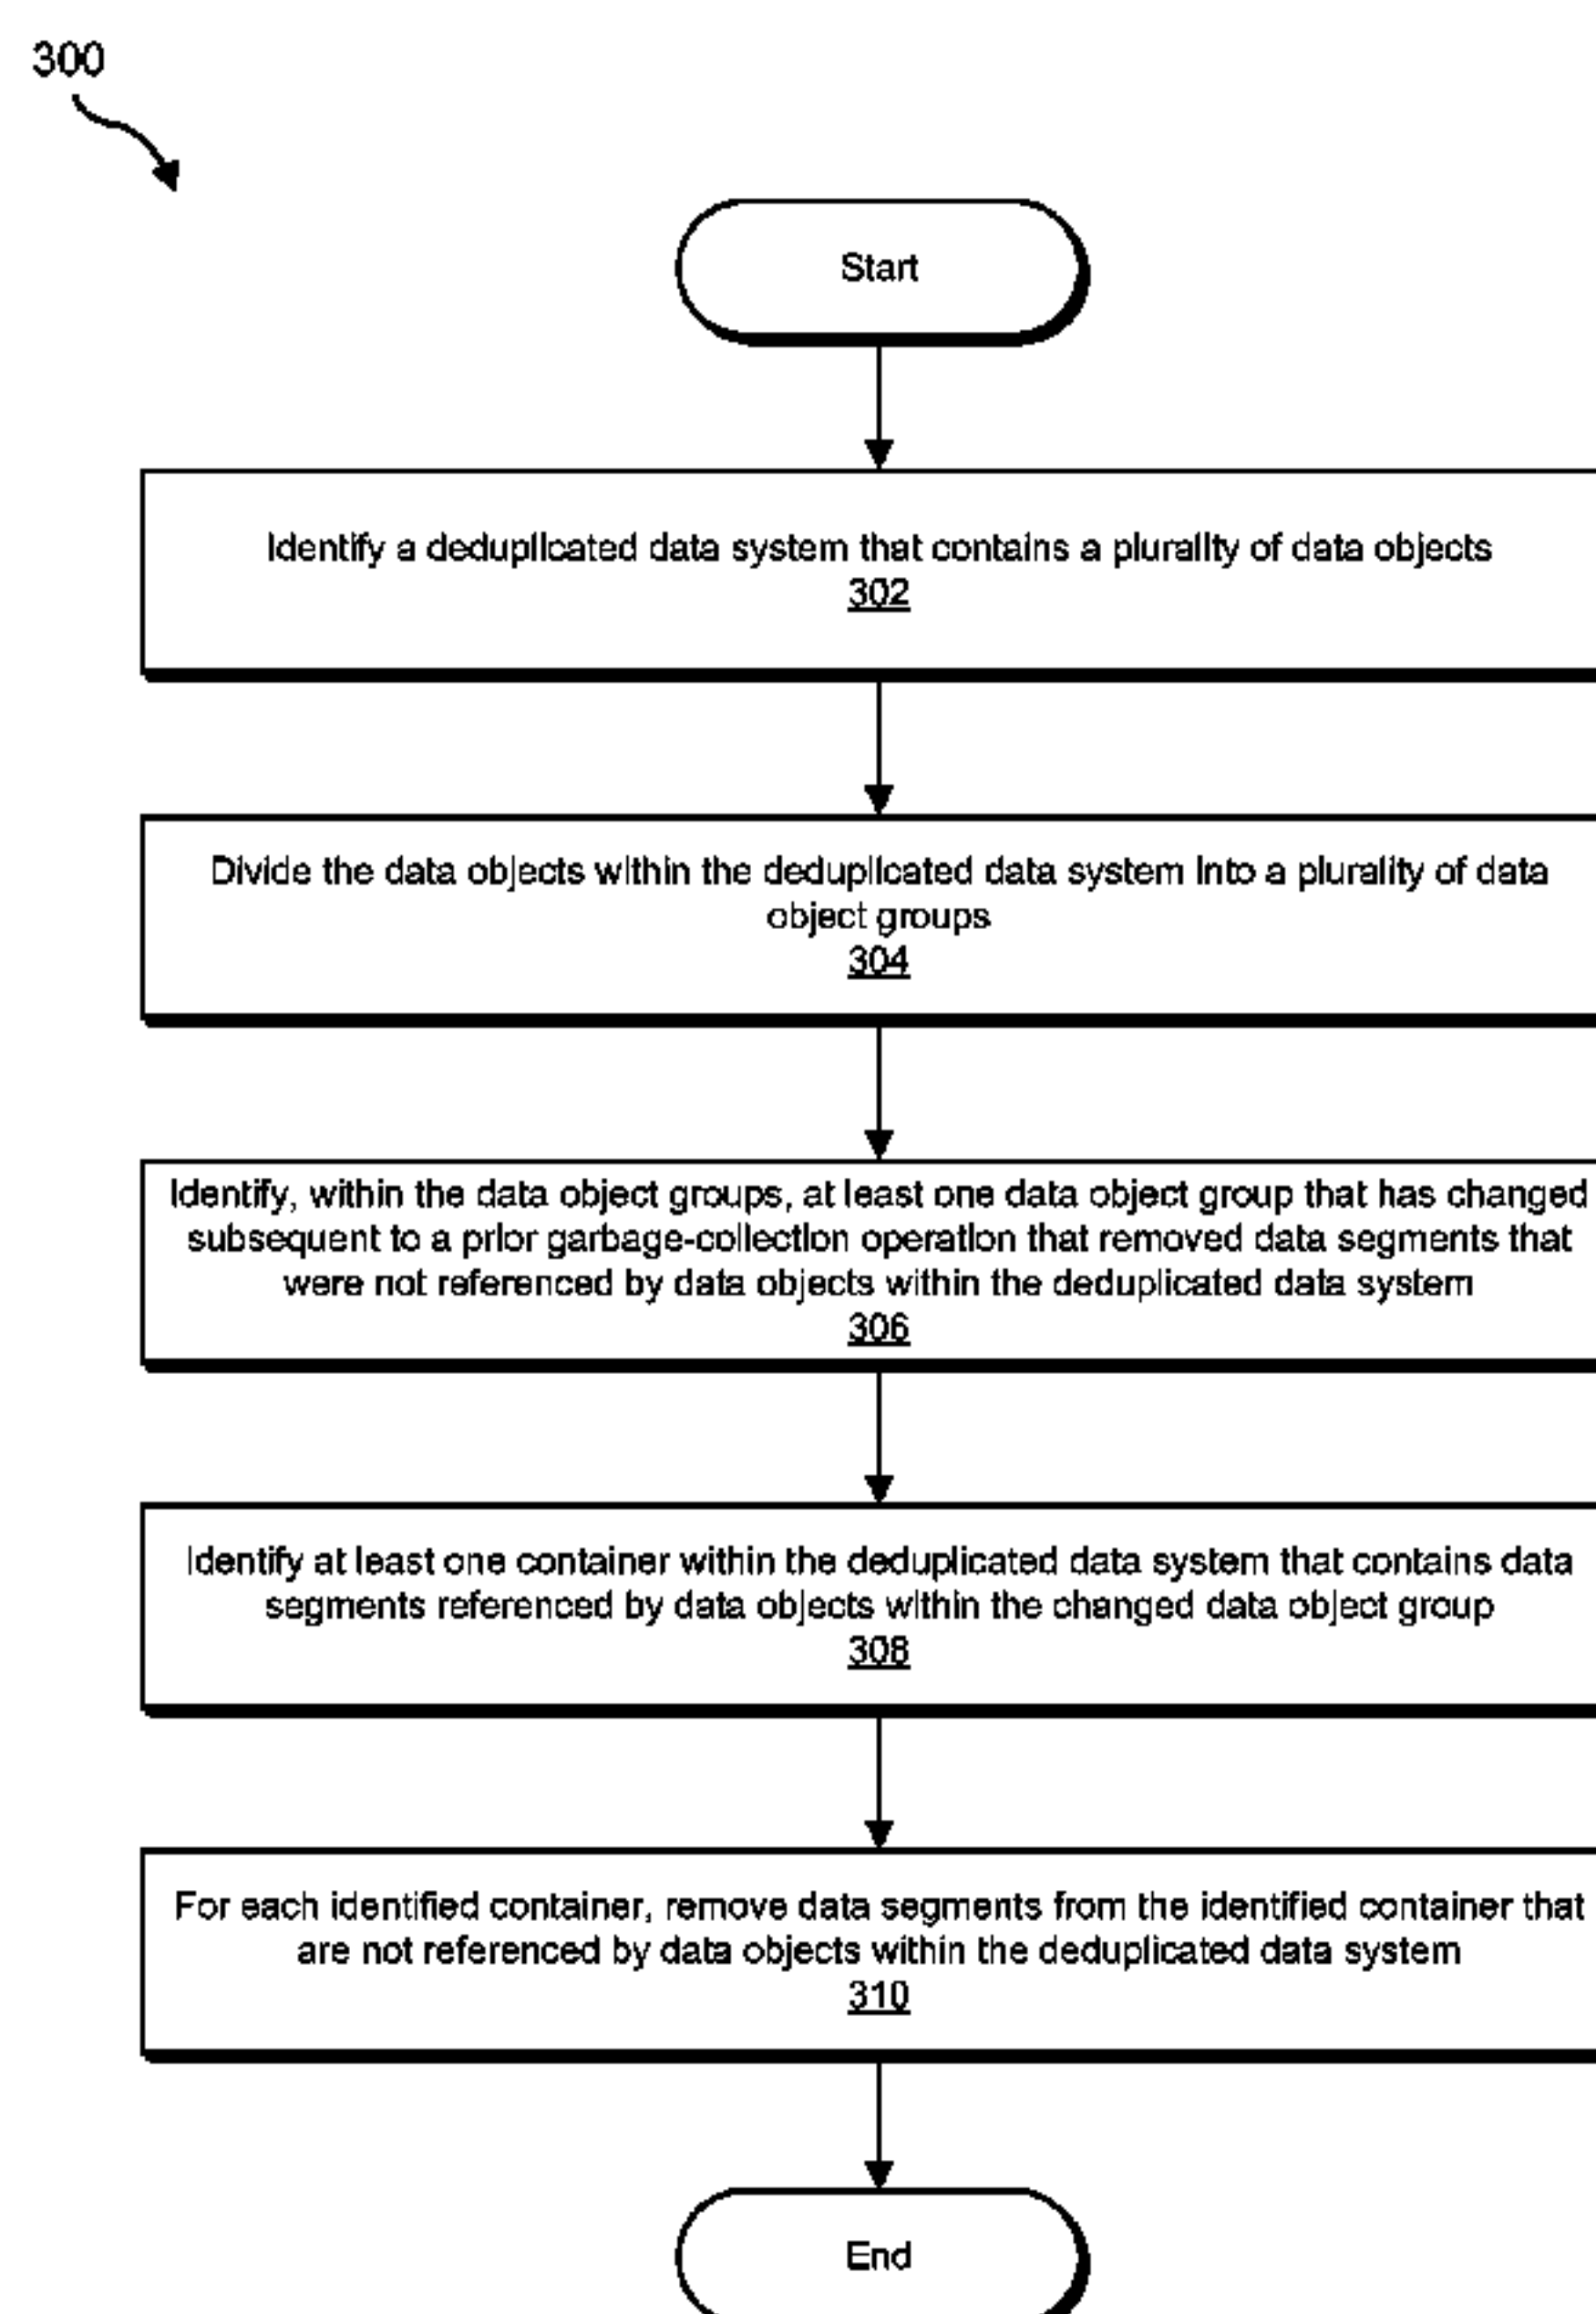 300
Start
Identify a deduplicated data system that contains a plurality of data objects
302
Divide the data objects within the deduplicated data system into a plurality of data
object groups
304
Identify, within the data object groups, at least one data object group that has changed
subsequent to a prior garbage-collection operation that removed data segments that
were not referenced by data objects within the deduplicated data system
306
Identify at least one container within the deduplicated data system that contains data
segments referenced by data objects within the changed data object group
308
For each identified container, remove data segments from the identified container that
are not referenced by data objects within the deduplicated data system
310
End